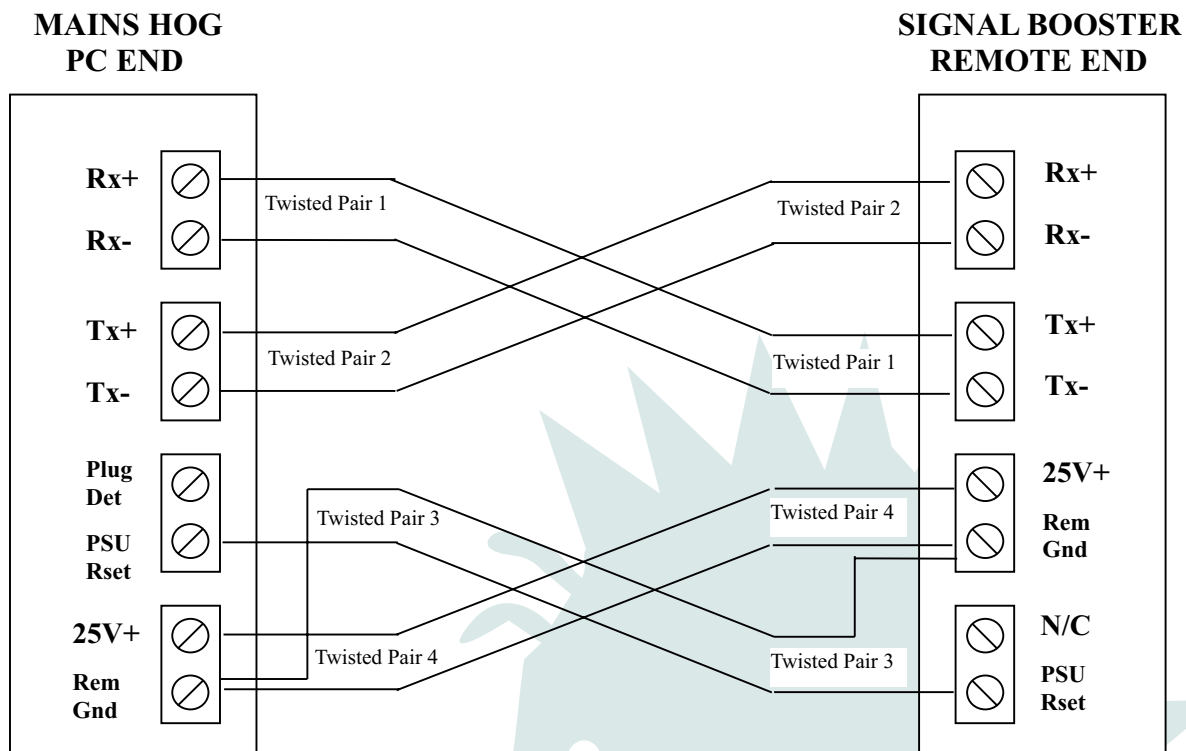 MAINS HOG
PC END
SIGNAL BOOSTER
REMOTE END
Rx+
Rx-
Tx+
Tx-
Plug
Det
PSU
Rset
25V+
Rem
Gnd
Twisted Pair 1
Twisted Pair 2
Twisted Pair 3
Twisted Pair 4
Twisted Pair 2
Twisted Pair 1
Twisted Pair 4
Twisted Pair 3
Rx+
Rx-
Tx+
Tx-
25V+
Rem
Gnd
N/C
PSU
Rset